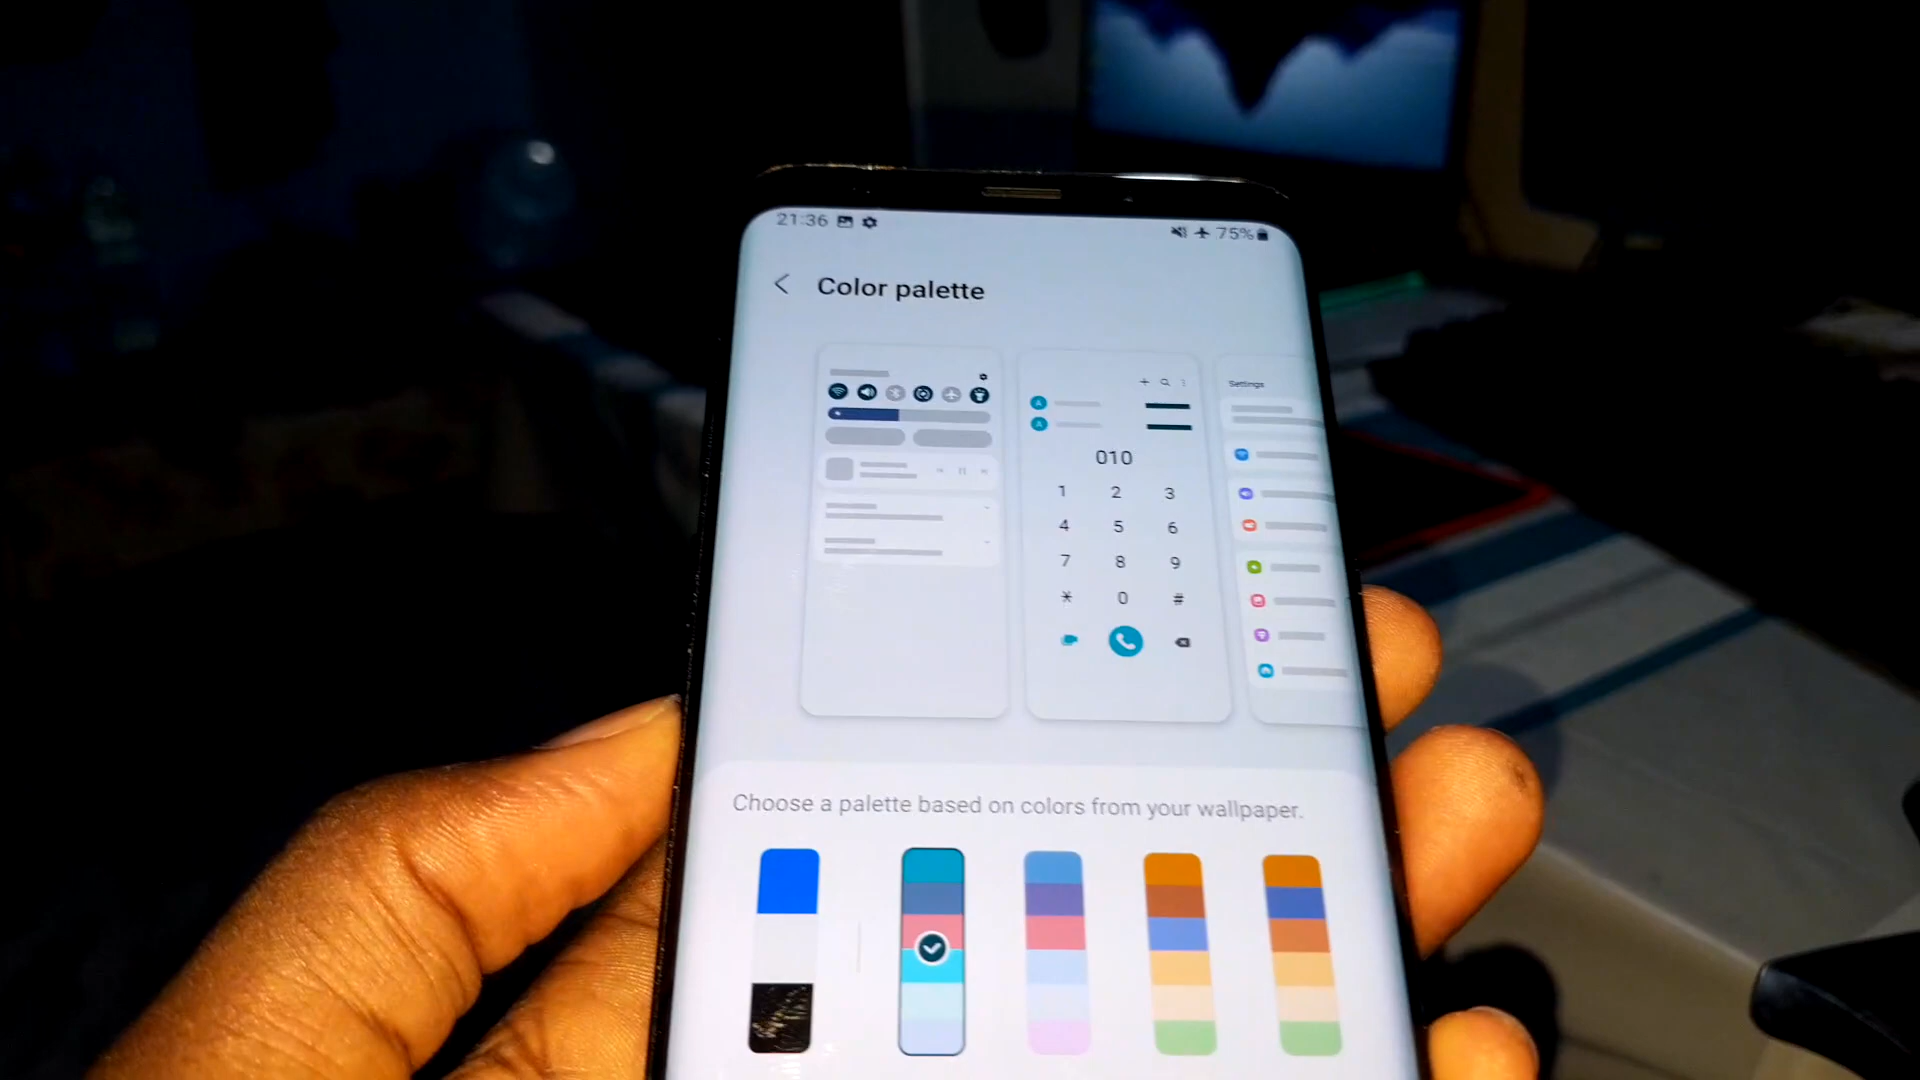 21:36
75%
Color palette
Settings
A
A
010
1 2 3
4 5 6
7 8 9
* 0 #
Choose a palette based on colors from your wallpaper.